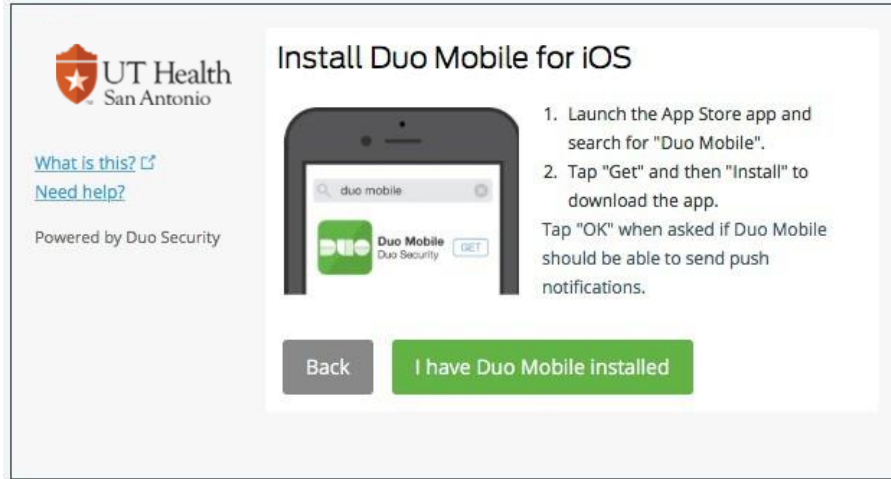 UT Health
San Antonio
What is this?
Need help?
Powered by Duo Security
Install Duo Mobile for iOS
duo mobile
DUO
Duo Mobile
Duo Security
GET
1. Launch the App Store app and
search for "Duo Mobile".
2. Tap "Get" and then "Install" to
download the app.
Tap "OK" when asked if Duo Mobile
should be able to send push
notifications.
Back
I have Duo Mobile installed